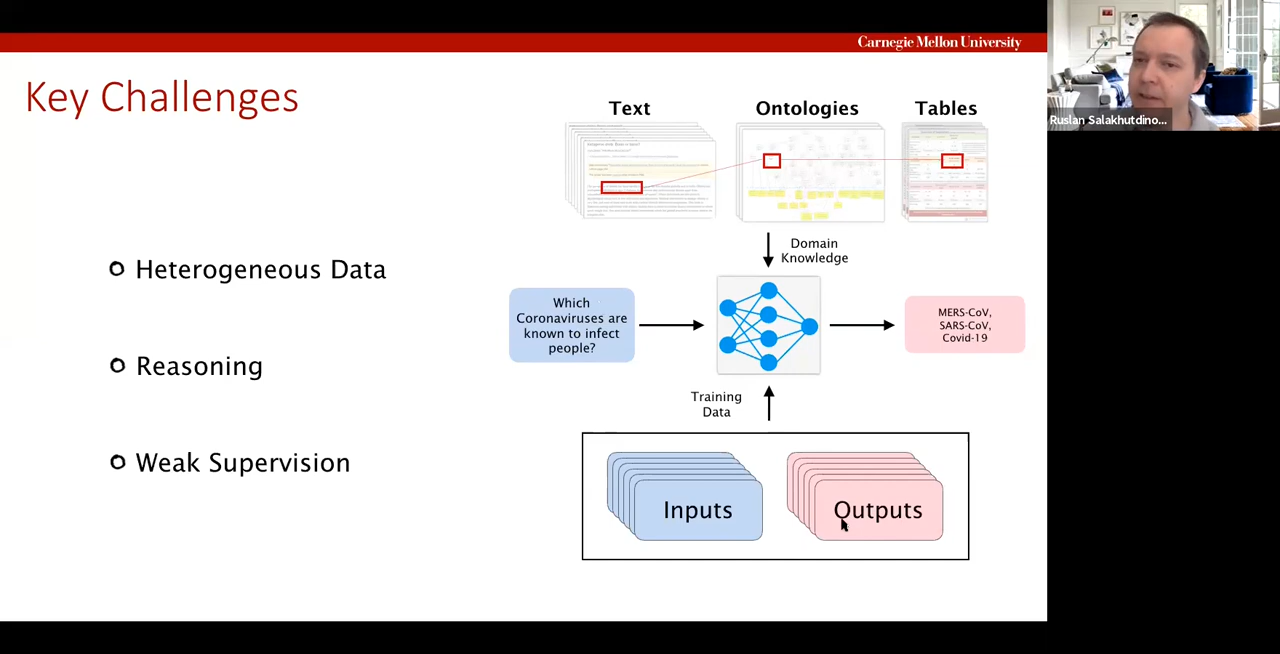 Carnegie Mellon University
Key Challenges
Text
Ontologies
Tables
Domain
Knowledge
Heterogeneous Data
Which
Coronaviruses are
known to infect
people?
MERS-CoV,
SARS-CoV,
Covid-19
Reasoning
Training
Data
Weak Supervision
Inputs
Outputs
Ruslan Salakhutdino...